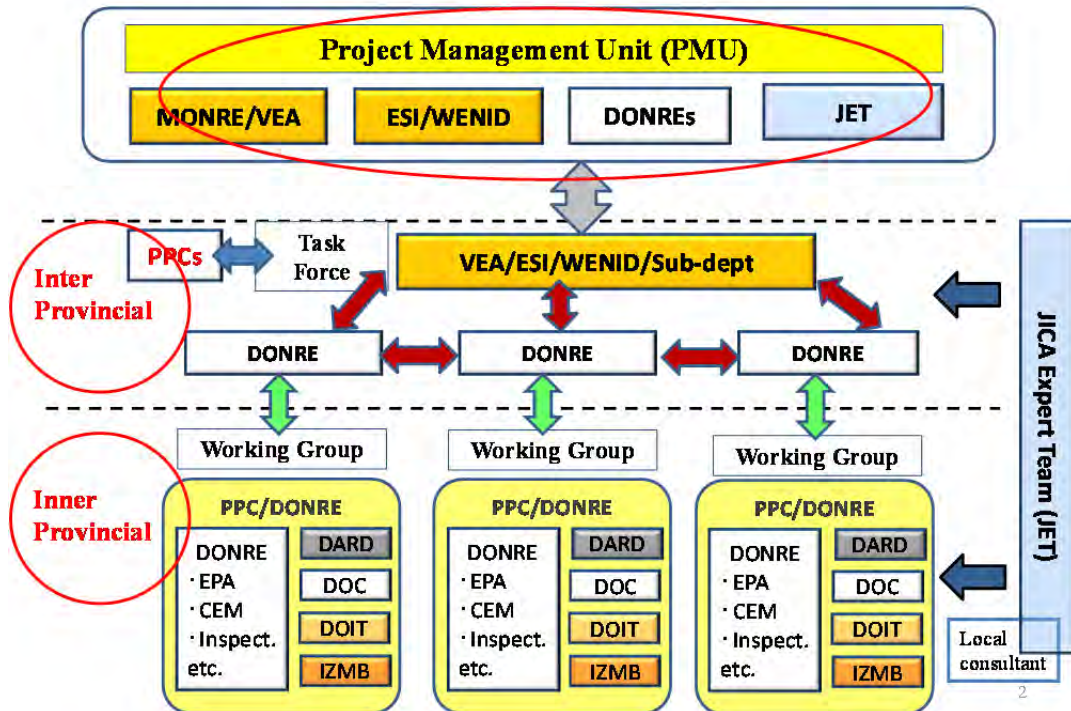 Project Management Unit (PMU)
MONRE/VEA
ESI/WENID
DONREs
JET
PPCs
Task
Force
VEA/ESI/WENID/Sub-dept
Inter
Provincial
DONRE
DONRE
DONRE
JICA Expert Team (JET)
Working Group
Working Group
Working Group
Inner
Provincial
PPC/DONRE
DONRE
· EPA
· CEM
· Inspect.
etc.
DARD
DOC
DOIT
IZMB
PPC/DONRE
DONRE
· EPA
· CEM
· Inspect.
etc.
DARD
DOC
DOIT
IZMB
PPC/DONRE
DONRE
· EPA
· CEM
· Inspect.
etc.
DARD
DOC
DOIT
IZMB
Local
consultant
2